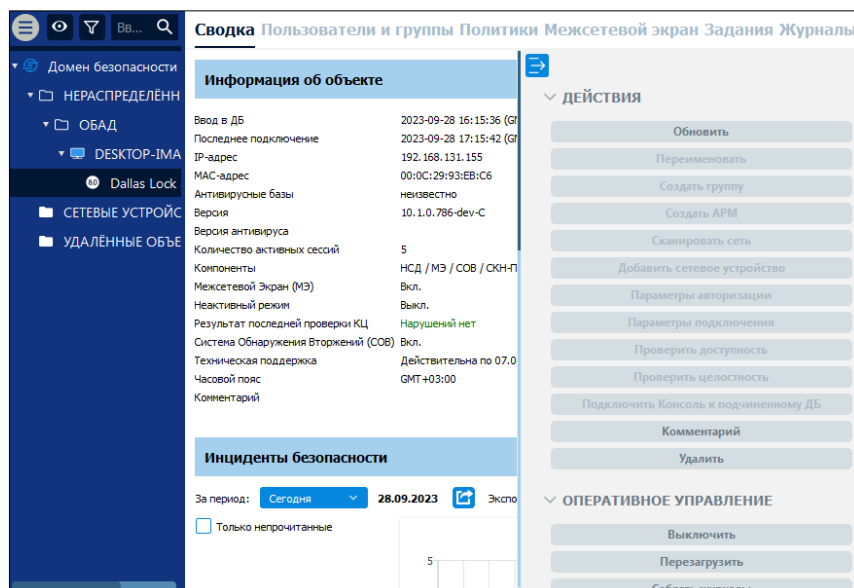 Вв...
Сводка Пользователи и группы Политики Межсетевой экран Задания Журналы
Домен безопасности
НЕРАСПРЕДЕЛЁНН
ОБАД
DESKTOP-IMA
8.0 Dallas Lock
СЕТЕВЫЕ УСТРОЙС
УДАЛЁННЫЕ ОБЪЕ
Информация об объекте
Ввод в ДБ 2023-09-28 16:15:36 (GM
Последнее подключение 2023-09-28 17:15:42 (GM
IP-адрес 192.168.131.155
MAC-адрес 00:0C:29:93:EB:C6
Антивирусные базы неизвестно
Версия 10.1.0.786-dev-C
Версия антивируса
Количество активных сессий 5
Компоненты НСД / МЭ / СОВ / СКН-П
Межсетевой Экран (МЭ) Вкл.
Неактивный режим Выкл.
Результат последней проверки КЦ Нарушений нет
Система Обнаружения Вторжений (СОВ) Вкл.
Техническая поддержка Действительна по 07.0
Часовой пояс GMT+03:00
Комментарий
Инциденты безопасности
За период: Сегодня 28.09.2023 Экспо
Только непрочитанные
5
ДЕЙСТВИЯ
Обновить
Переименовать
Создать группу
Создать АРМ
Сканировать сеть
Добавить сетевое устройство
Параметры авторизации
Параметры подключения
Проверить доступность
Проверить целостность
Подключить Консоль к подчиненному ДБ
Комментарий
Удалить
ОПЕРАТИВНОЕ УПРАВЛЕНИЕ
Выключить
Перезагрузить
Собрать журналы